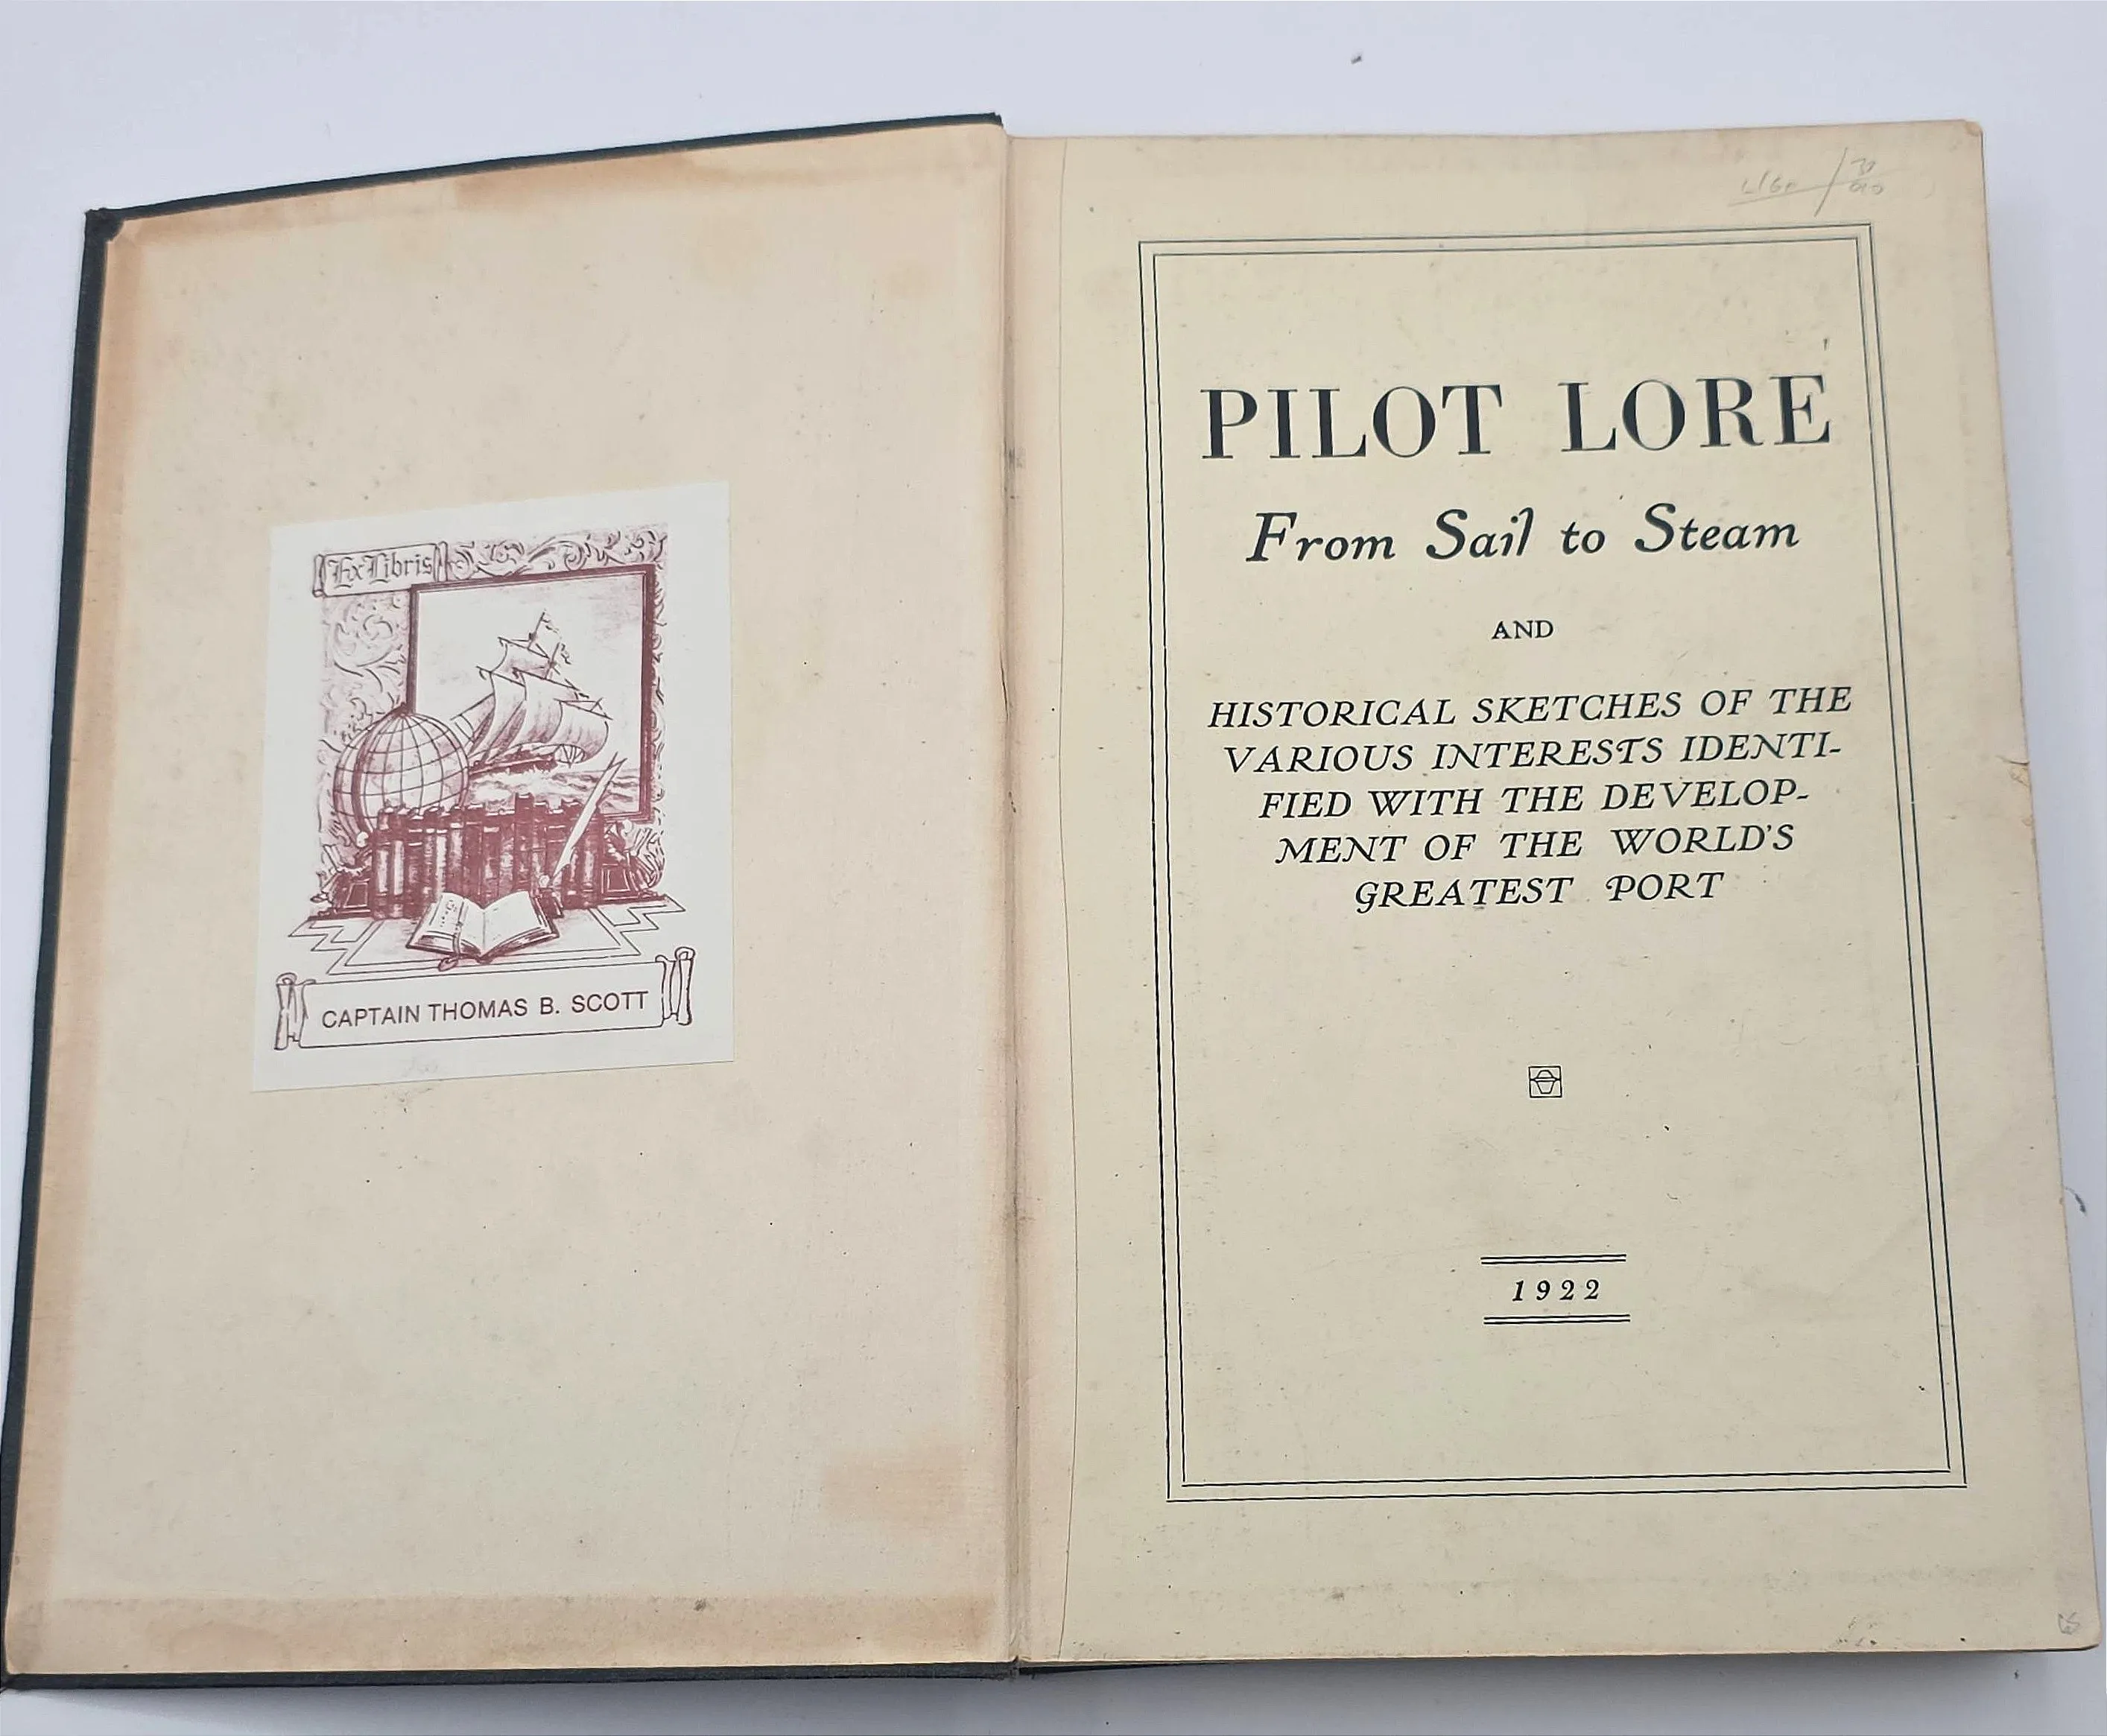 Ex Libris
CAPTAIN THOMAS B. SCOTT
PILOT LORE
From Sail to Steam
AND
HISTORICAL SKETCHES OF THE
VARIOUS INTERESTS IDENTI-
FIED WITH THE DEVELOP-
MENT OF THE WORLD'S
GREATEST PORT
1922